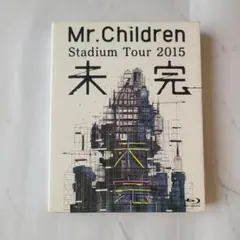 Mr.Children
Stadium Tour 2015
未完